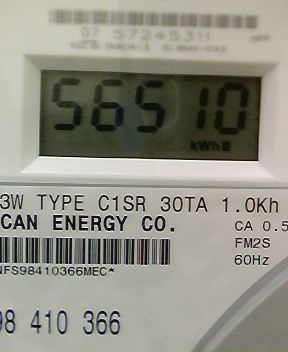 07 57245311
56510
kWh
3W TYPE C1SR 30TA 1.0Kh
CAN ENERGY CO.
CA 0.5
FM2S
60Hz
NFS98410366MEC*
98 410 366